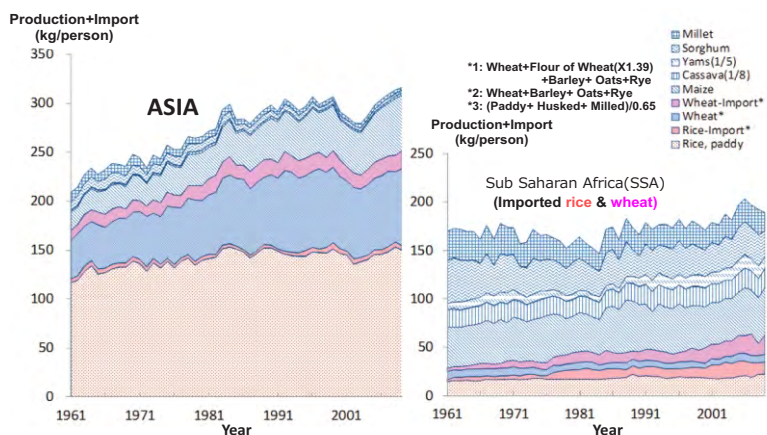 Production+Import
(kg/person)
350
300
250
200
150
100
50
0
ASIA
1961
1971
1981
1991
2001
Year
*1: Wheat+Flour of Wheat(X1.39)
+Barley+ Oats+Rye
*2: Wheat+Barley+ Oats+Rye
*3: (Paddy+ Husked+ Milled)/0.65
Millet
Sorghum
Yams(1/5)
Cassava(1/8)
Maize
Wheat-Import*
Wheat*
Rice-Import*
Rice, paddy
Production+Import
(kg/person)
250
200
150
100
50
0
Sub Saharan Africa(SSA)
(Imported rice & wheat)
1961
1971
1981
1991
2001
Year